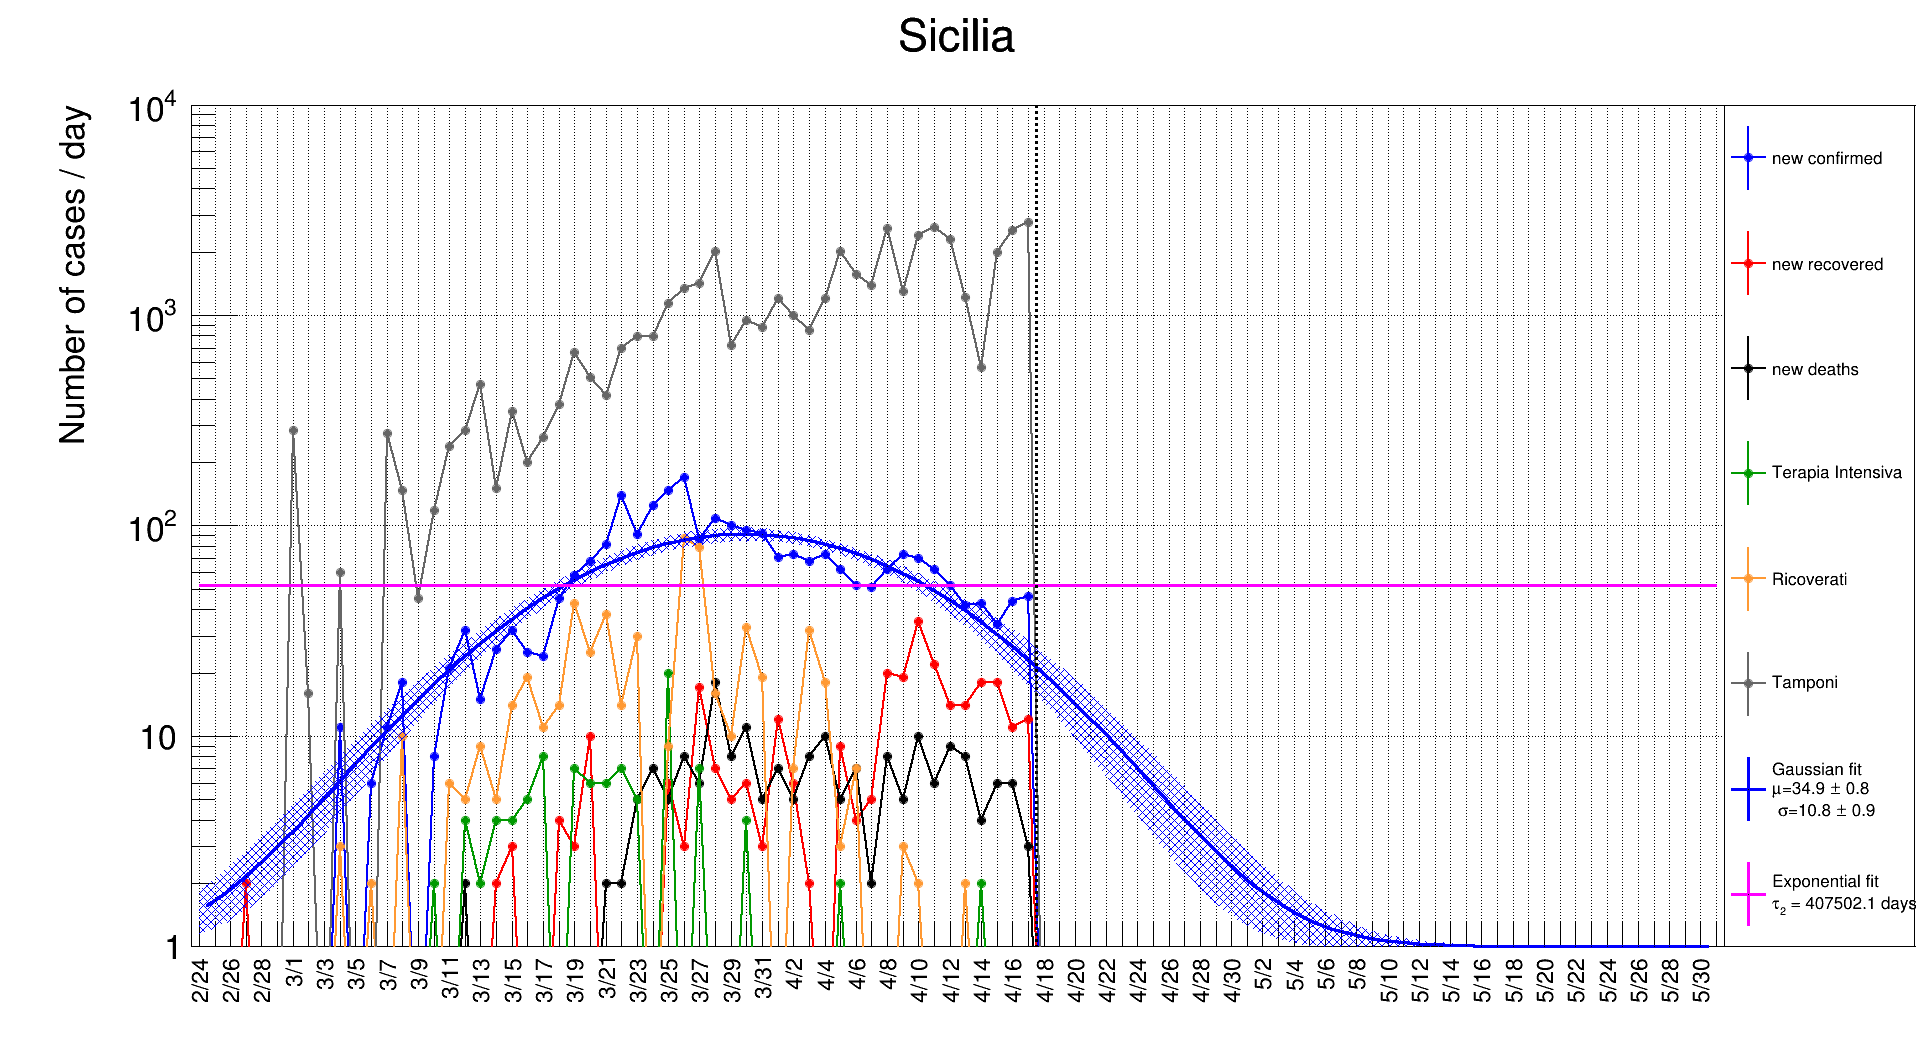 Sicilia
Number of cases / day
10^4
10^3
10^2
10
1
2/24 2/26 2/28 3/1 3/3 3/5 3/7 3/9 3/11 3/13 3/15 3/17 3/19 3/21 3/23 3/25 3/27 3/29 3/31 4/2 4/4 4/6 4/8 4/10 4/12 4/14 4/16 4/18 4/20 4/22 4/24 4/26 4/28 4/30 5/2 5/4 5/6 5/8 5/10 5/12 5/14 5/16 5/18 5/20 5/22 5/24 5/26 5/28 5/30
new confirmed
new recovered
new deaths
Terapia Intensiva
Ricoverati
Tamponi
Gaussian fit
μ=34.9 ± 0.8
σ=10.8 ± 0.9
Exponential fit
τ₂ = 407502.1 days